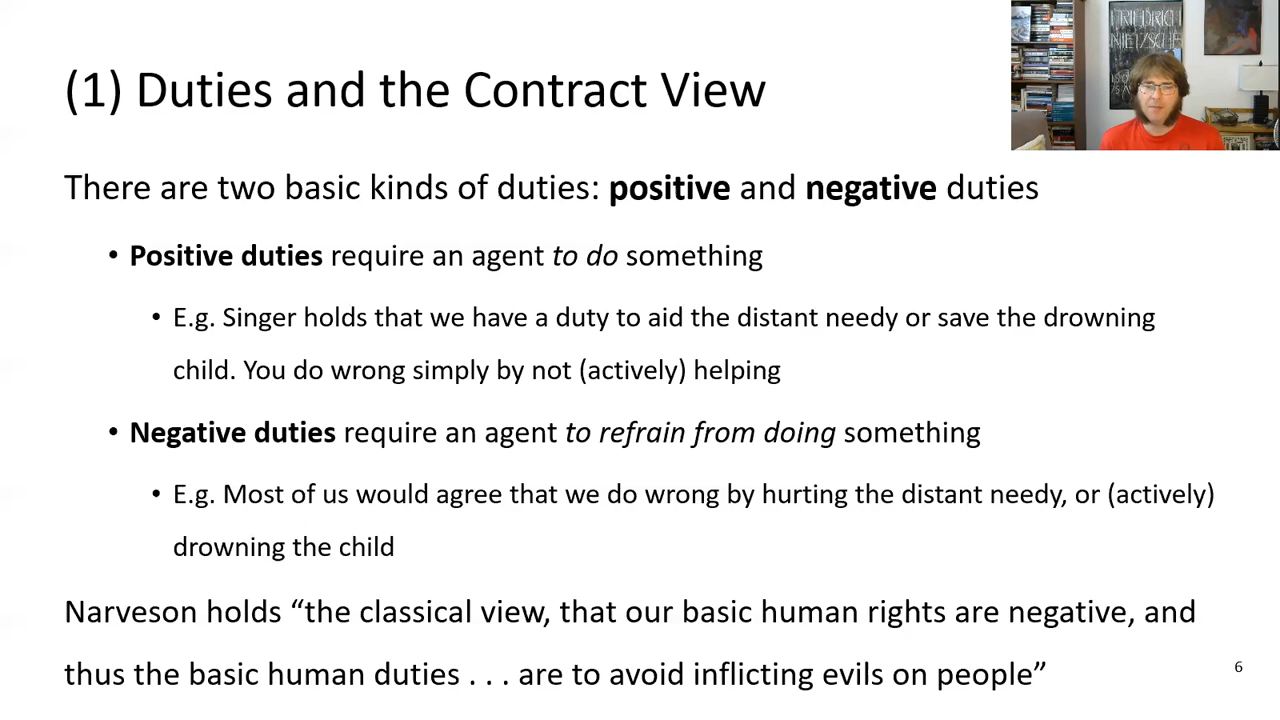 (1) Duties and the Contract View
FRIEDRICH
NIETZSCHE
There are two basic kinds of duties: positive and negative duties
• Positive duties require an agent to do something
• E.g. Singer holds that we have a duty to aid the distant needy or save the drowning
child. You do wrong simply by not (actively) helping
• Negative duties require an agent to refrain from doing something
• E.g. Most of us would agree that we do wrong by hurting the distant needy, or (actively)
drowning the child
Narveson holds “the classical view, that our basic human rights are negative, and
thus the basic human duties . . . are to avoid inflicting evils on people”
6